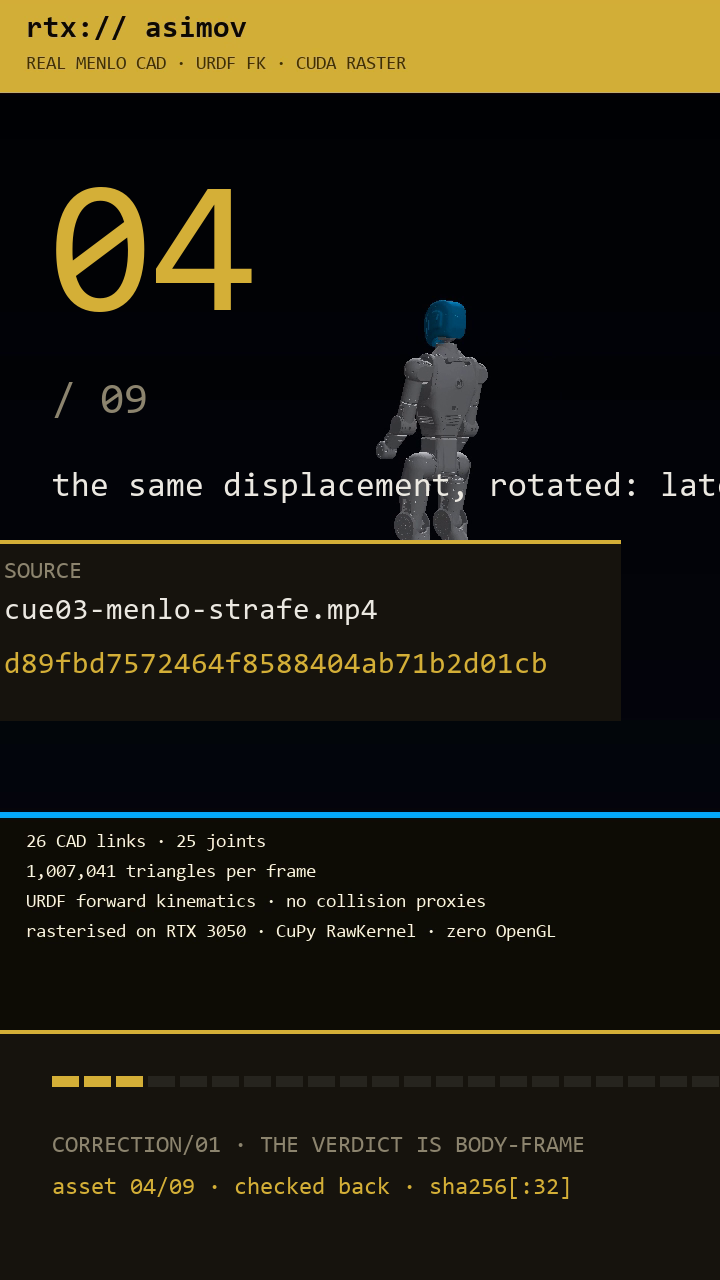 rtx:// asimov
REAL MENLO CAD · URDF FK · CUDA RASTER
04
/ 09
the same displacement, rotated:
SOURCE
cue03-menlo-strafe.mp4
d89fbd7572464f8588404ab71b2d01cb
26 CAD links · 25 joints
1,007,041 triangles per frame
URDF forward kinematics · no collision proxies
rasterised on RTX 3050 · CuPy RawKernel · zero OpenGL
CORRECTION/01 · THE VERDICT IS BODY-FRAME
asset 04/09 · checked back · sha256[:32]